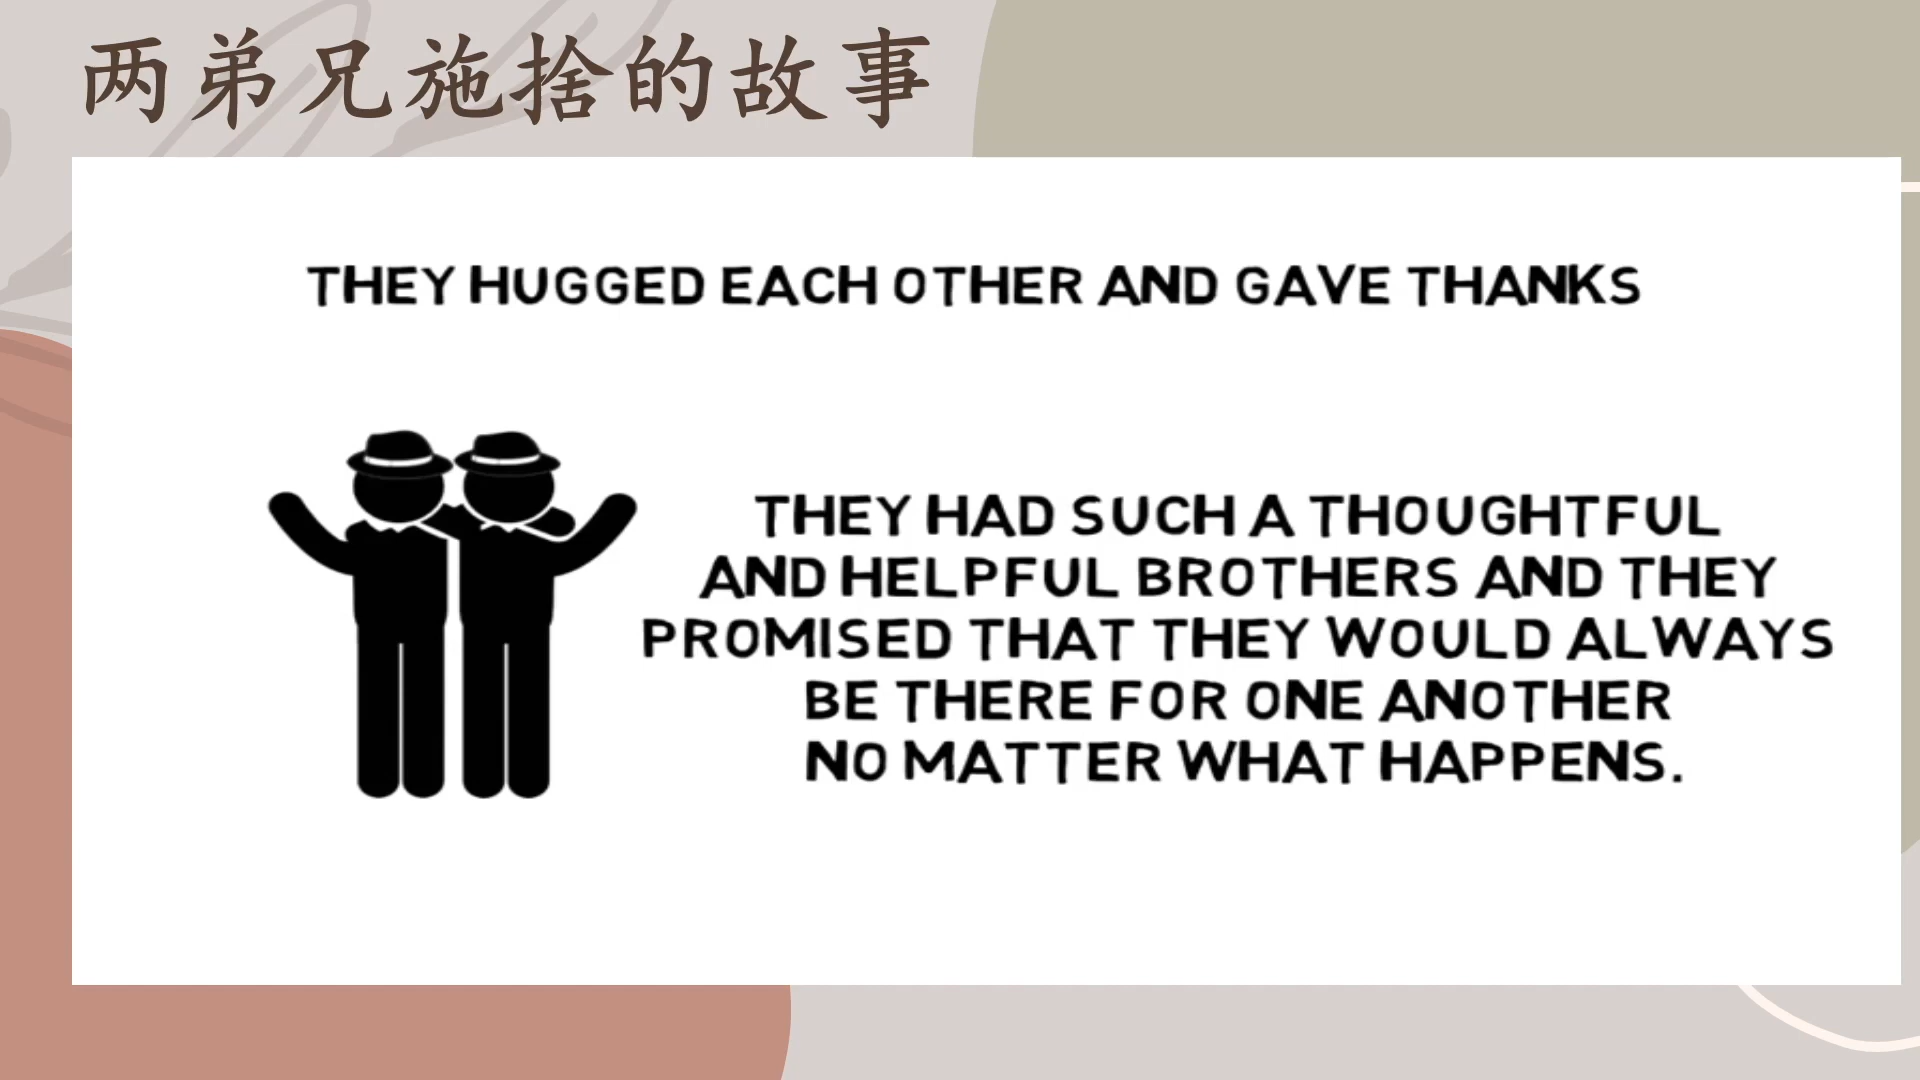 两弟兄施捨的故事
THEY HUGGED EACH OTHER AND GAVE THANKS
THEY HAD SUCH A THOUGHTFUL
AND HELPFUL BROTHERS AND THEY
PROMISED THAT THEY WOULD ALWAYS
BE THERE FOR ONE ANOTHER
NO MATTER WHAT HAPPENS.